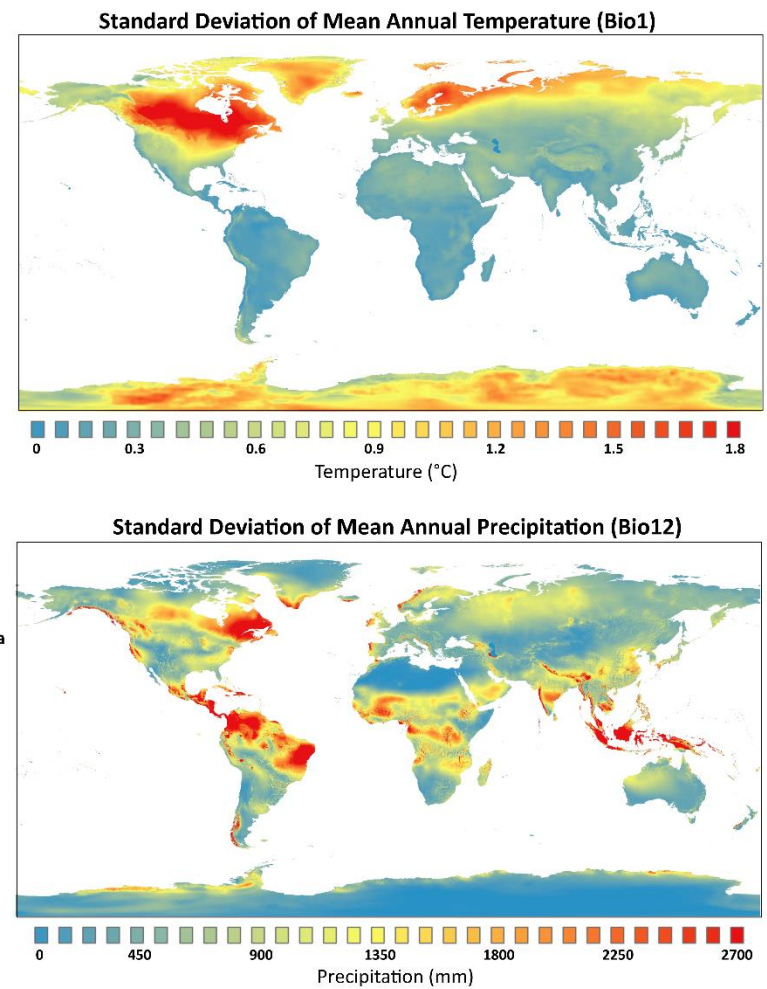 Standard Deviation of Mean Annual Temperature (Bio1)
0 0.3 0.6 0.9 1.2 1.5 1.8
Temperature (°C)
Standard Deviation of Mean Annual Precipitation (Bio12)
a
0 450 900 1350 1800 2250 2700
Precipitation (mm)